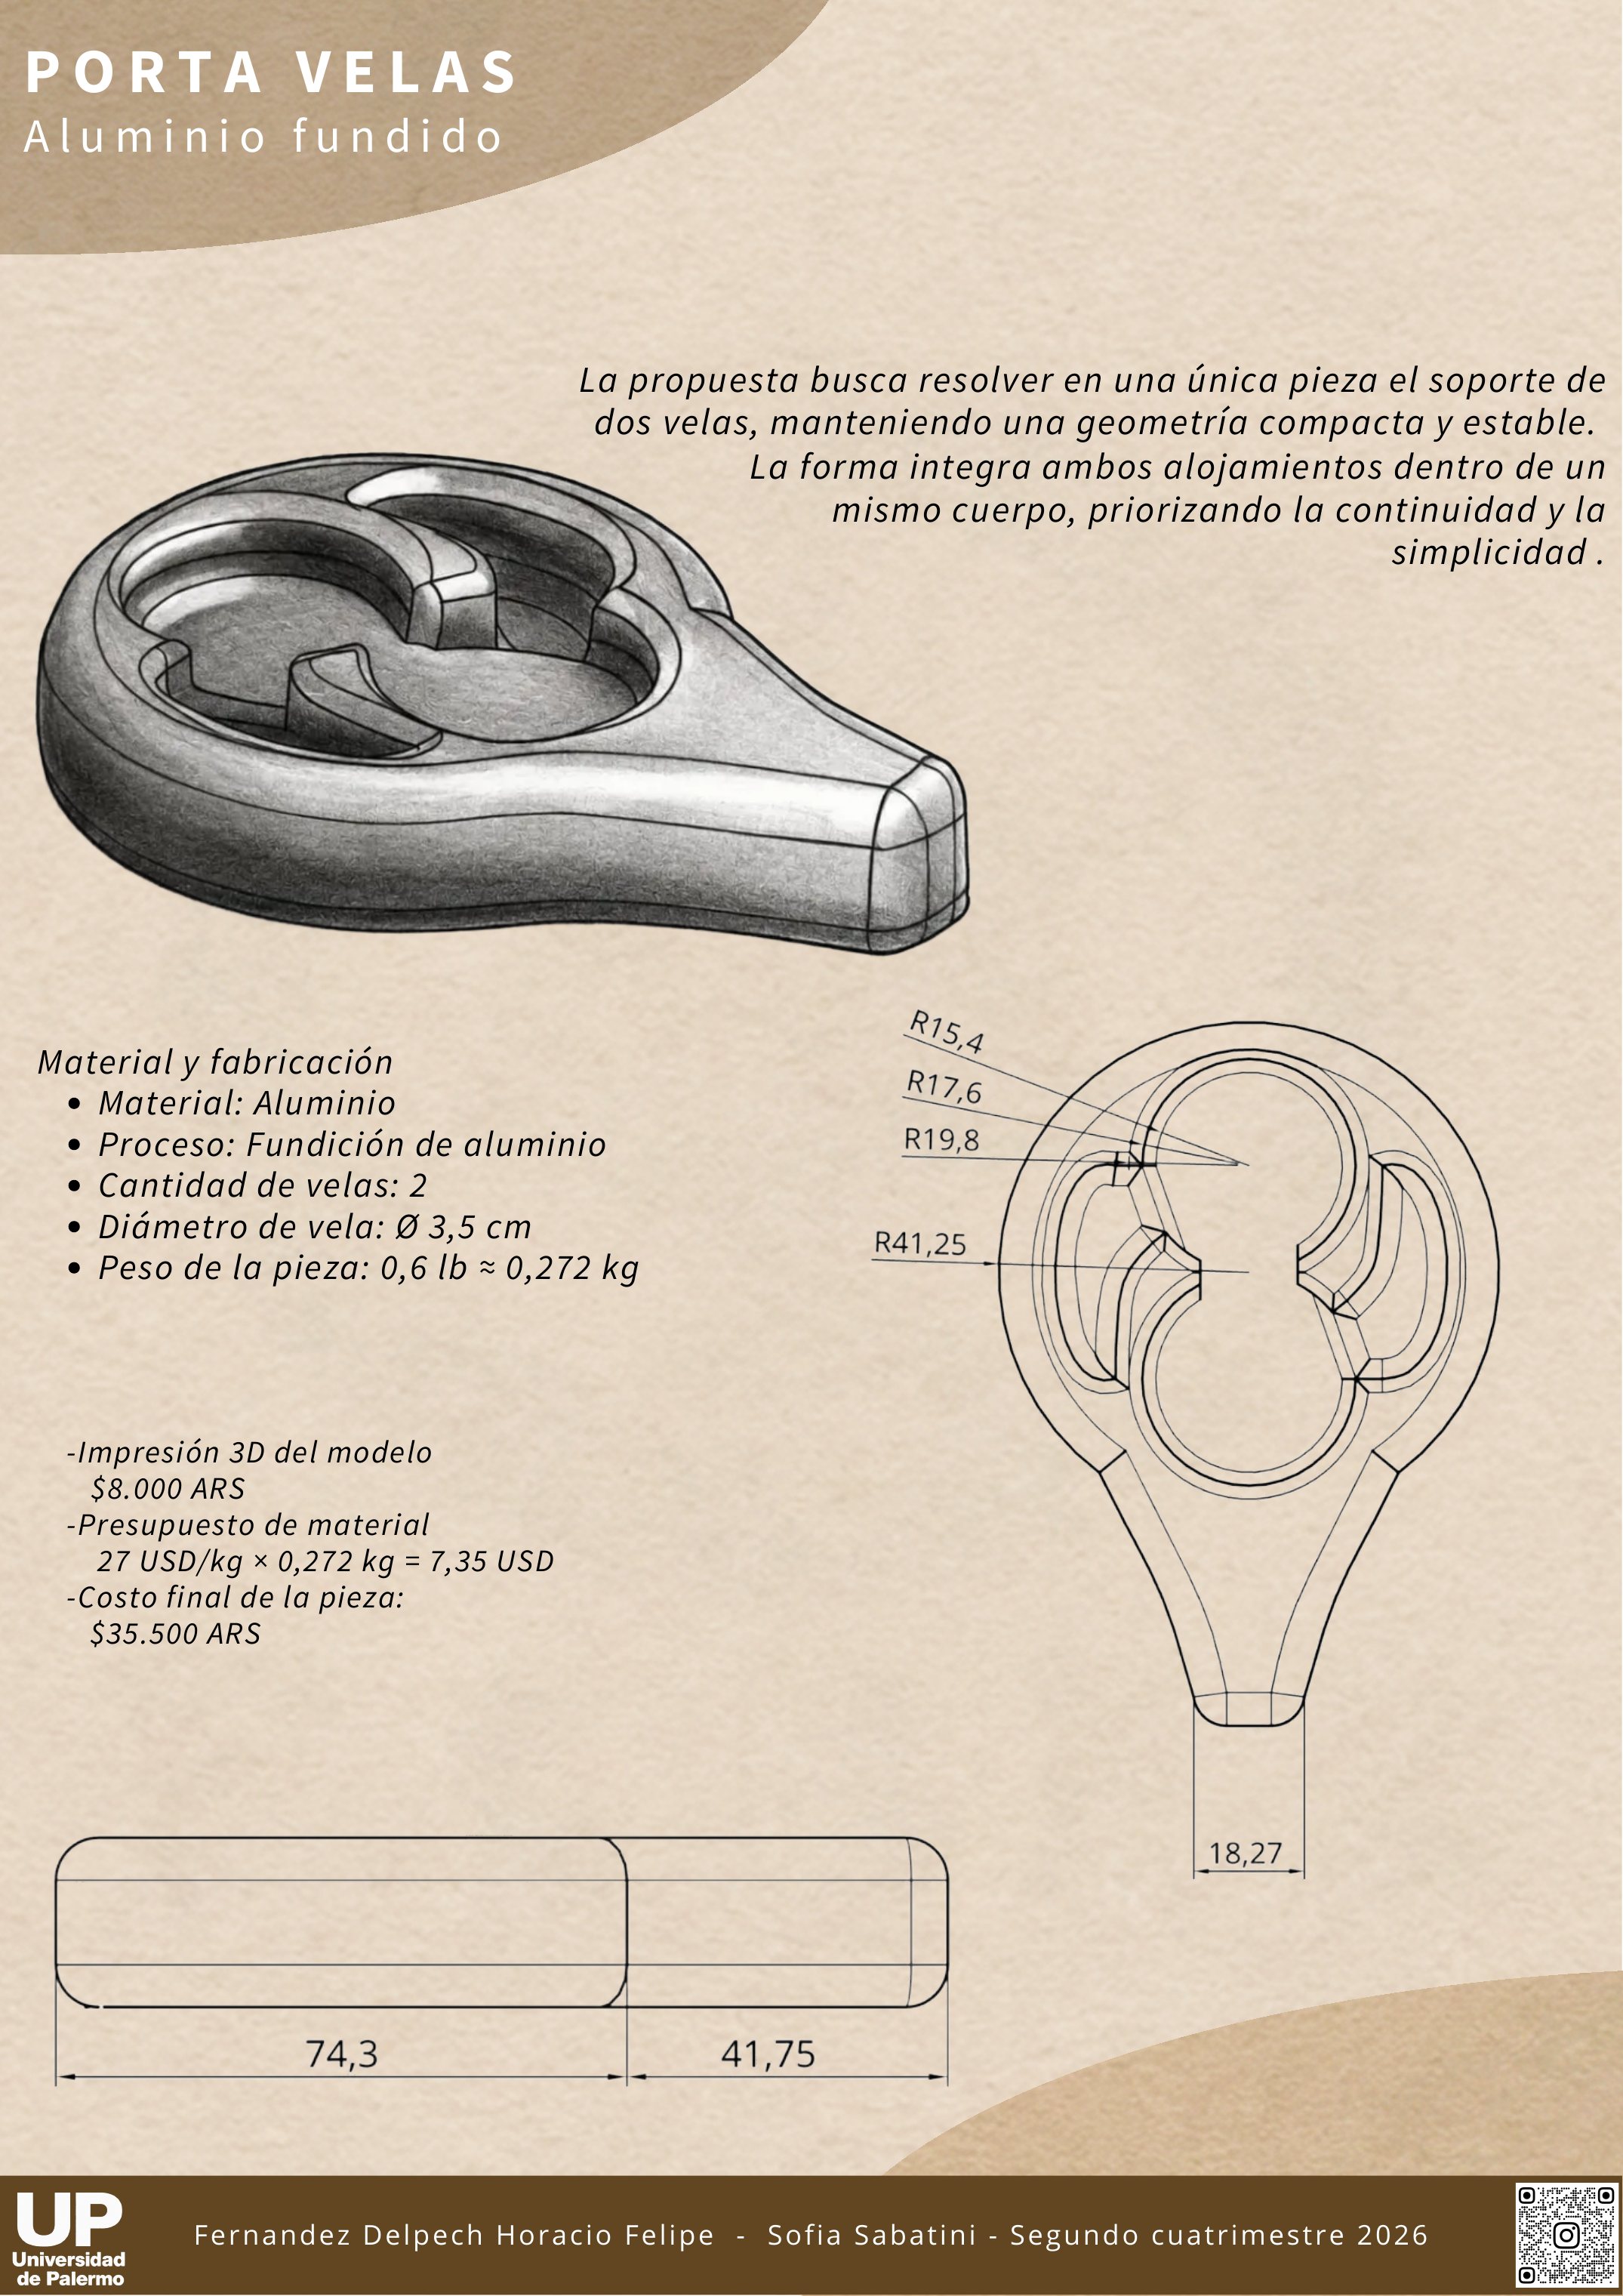 PORTA VELAS
Aluminio fundido
La propuesta busca resolver en una única pieza el soporte de
dos velas, manteniendo una geometría compacta y estable.
La forma integra ambos alojamientos dentro de un
mismo cuerpo, priorizando la continuidad y la
simplicidad .
Material y fabricación
• Material: Aluminio
• Proceso: Fundición de aluminio
• Cantidad de velas: 2
• Diámetro de vela: Ø 3,5 cm
• Peso de la pieza: 0,6 lb ≈ 0,272 kg
R15,4
R17,6
R19,8
R41,25
18,27
-Impresión 3D del modelo
$8.000 ARS
-Presupuesto de material
27 USD/kg × 0,272 kg = 7,35 USD
-Costo final de la pieza:
$35.500 ARS
74,3
41,75
UP
Universidad
de Palermo
Fernandez Delpech Horacio Felipe - Sofia Sabatini - Segundo cuatrimestre 2026